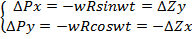 ΔPx = −wRsinwt = ΔZy
ΔPy = −wRcoswt = −ΔZx